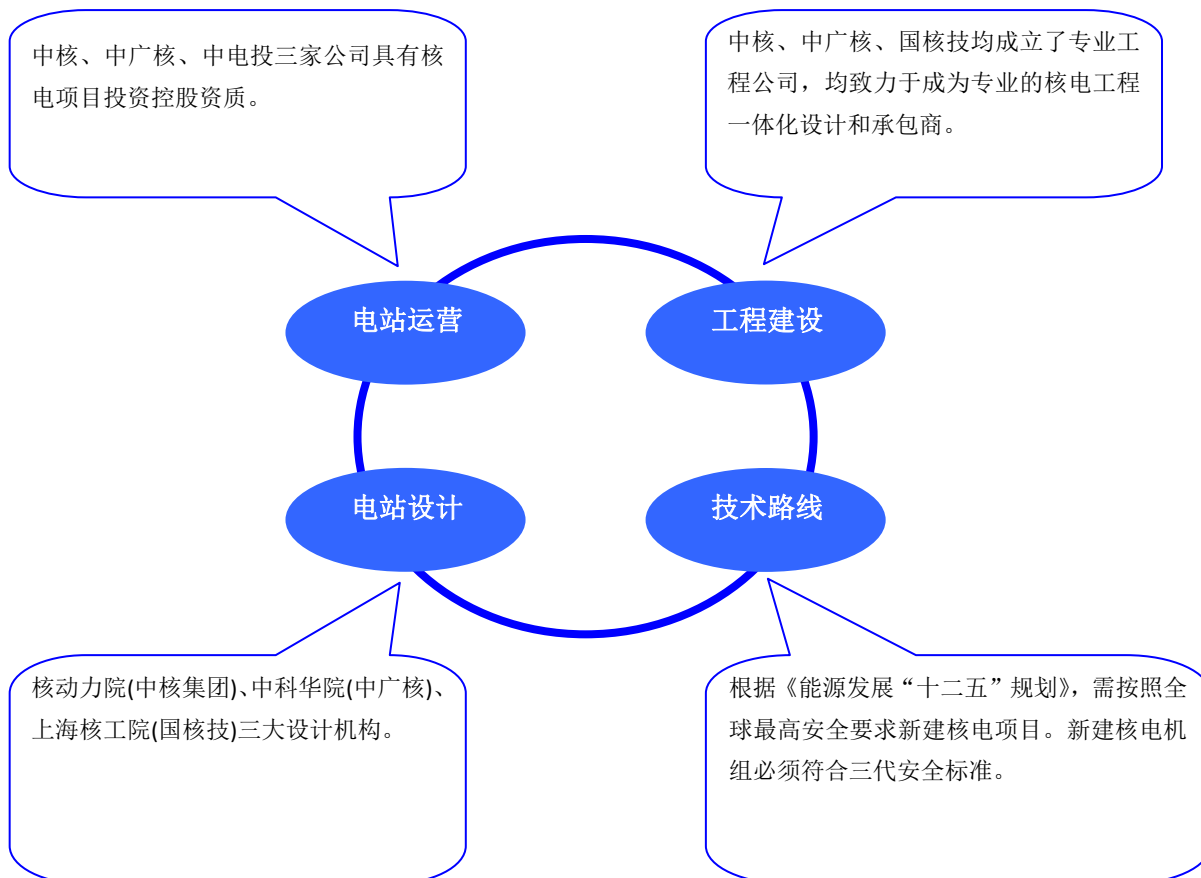 中核、中广核、中电投三家公司具有核
电项目投资控股资质。
中核、中广核、国核技均成立了专业工
程公司，均致力于成为专业的核电工程
一体化设计和承包商。
电站运营
工程建设
电站设计
技术路线
核动力院(中核集团)、中科华院(中广核)、
上海核工院(国核技)三大设计机构。
根据《能源发展“十二五”规划》，需按照全
球最高安全要求新建核电项目。新建核电机
组必须符合三代安全标准。